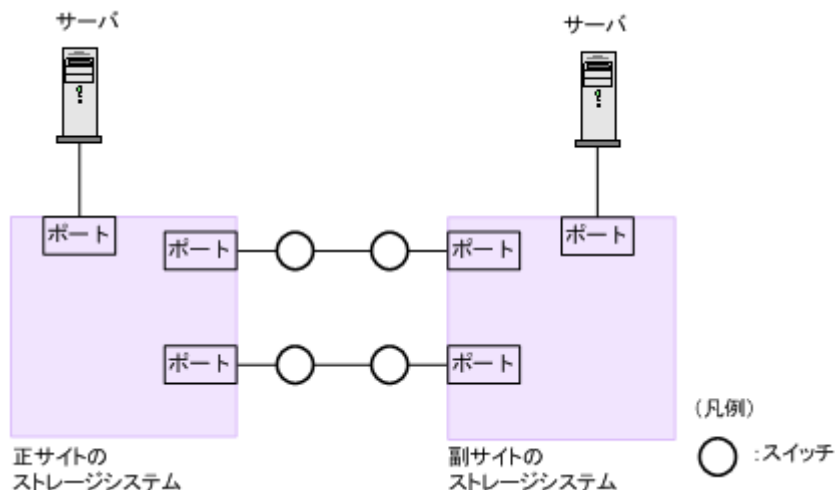 サーバ
サーバ
ポート
ポート
ポート
ポート
ポート
ポート
(凡例)
:スイッチ
正サイトの
ストレージシステム
副サイトの
ストレージシステム